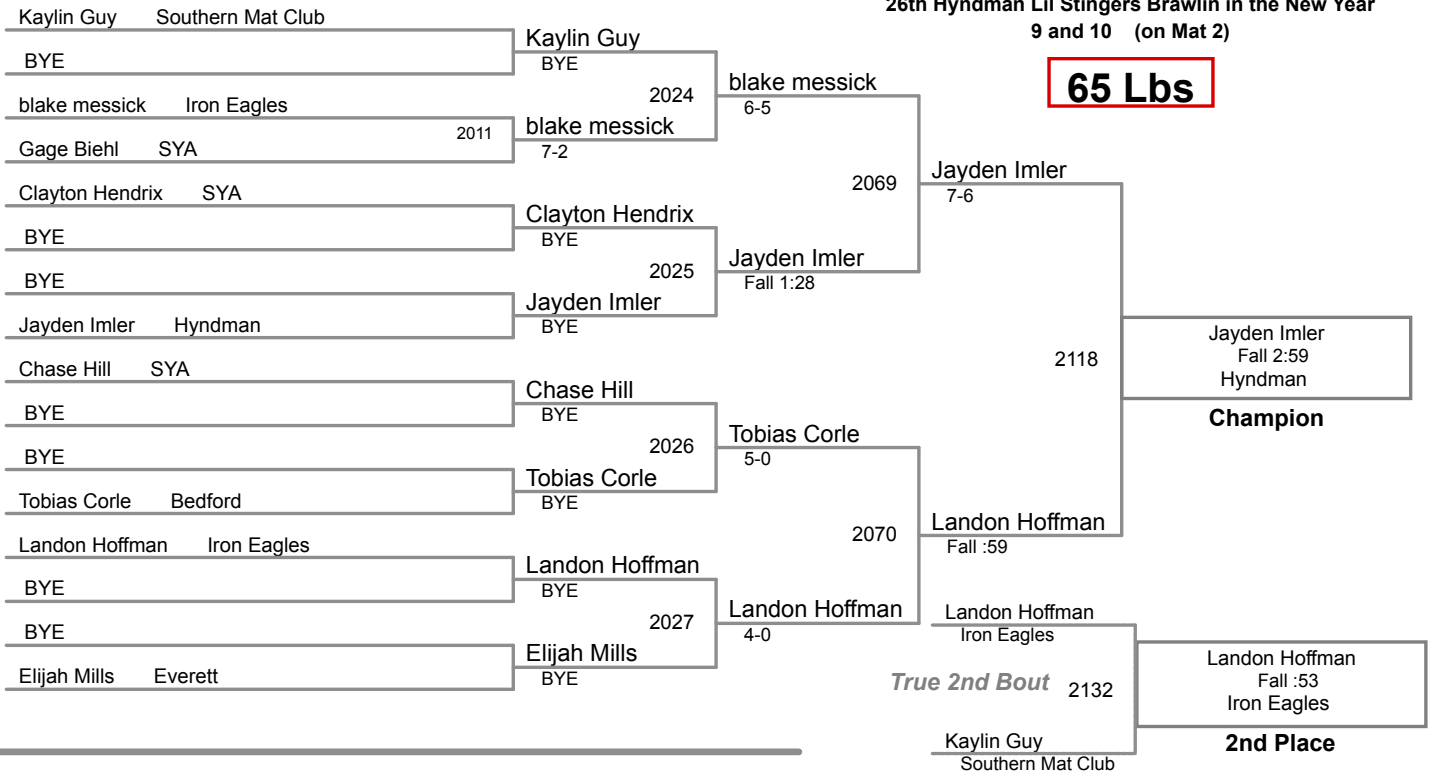 26th Hyndman Lil Stingers Brawlin in the New Year
9 and 10 (on Mat 2)
65 Lbs
Kaylin Guy Southern Mat Club
BYE
blake messick Iron Eagles
Gage Biehl SYA
Clayton Hendrix SYA
BYE
BYE
Jayden Imler Hyndman
Chase Hill SYA
BYE
BYE
Tobias Corle Bedford
Landon Hoffman Iron Eagles
BYE
BYE
Elijah Mills Everett
2011
Kaylin Guy
BYE
blake messick
7-2
Clayton Hendrix
BYE
Jayden Imler
BYE
Chase Hill
BYE
Tobias Corle
BYE
Landon Hoffman
BYE
Elijah Mills
BYE
2024
2025
2026
2027
blake messick
6-5
Jayden Imler
Fall 1:28
Tobias Corle
5-0
Landon Hoffman
4-0
2069
2070
Jayden Imler
7-6
Landon Hoffman
Fall :59
2118
Jayden Imler
Fall 2:59
Hyndman
Champion
Landon Hoffman
Iron Eagles
True 2nd Bout 2132
Kaylin Guy
Southern Mat Club
Landon Hoffman
Fall :53
Iron Eagles
2nd Place